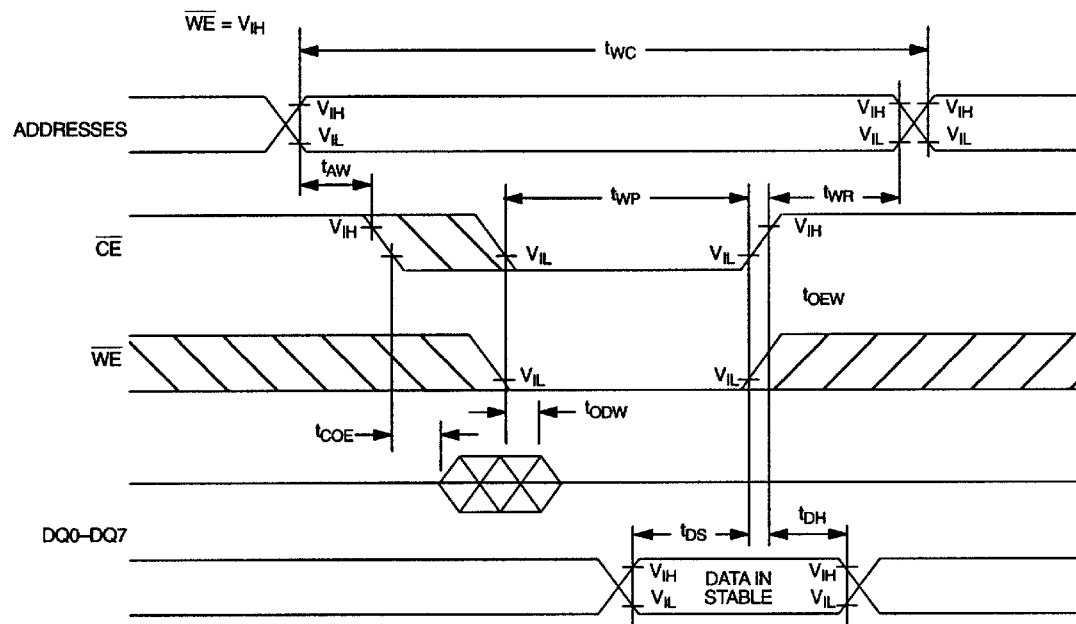 WE = VIH
tWC
ADDRESSES
VIH
VIL
VIH
VIL
VIH
VIL
tAW
tWP
tWR
CE
VIH
VIL
VIL
VIH
tOEW
WE
VIL
VIL
tCOE
tODW
DQ0–DQ7
tDS
tDH
VIH
VIL
DATA IN
STABLE
VIH
VIL